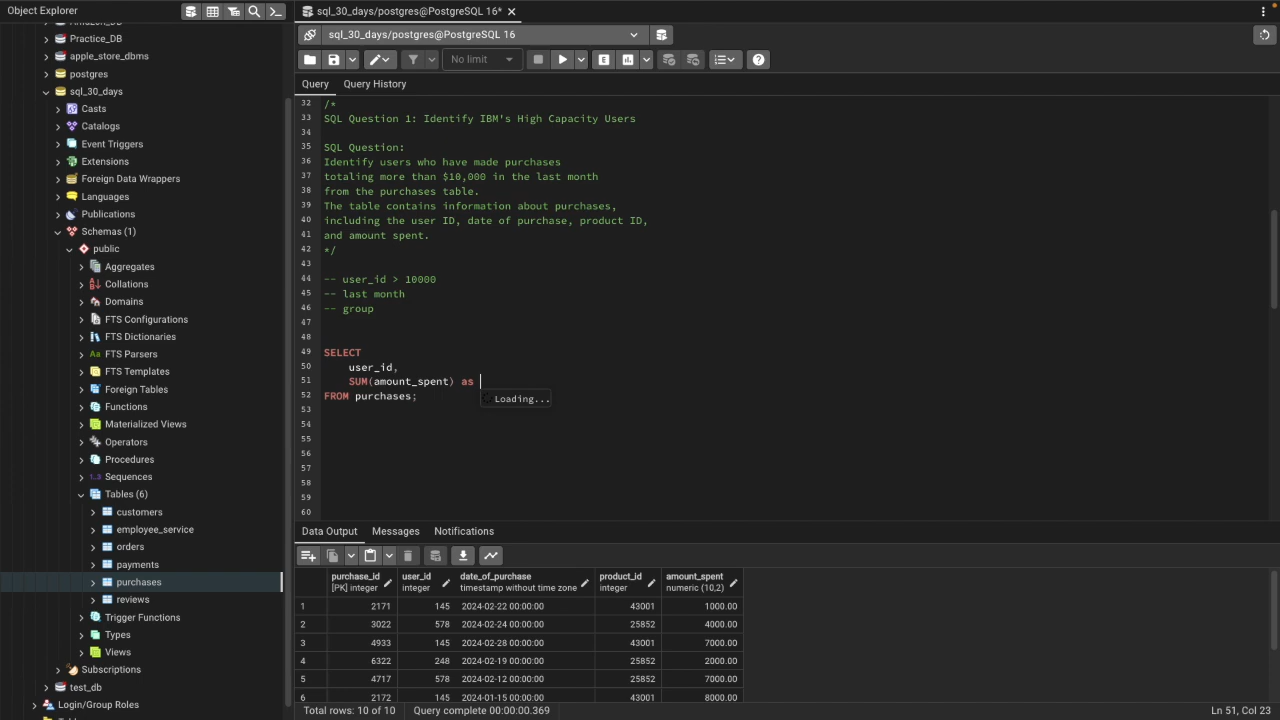 Object Explorer
sql_30_days/postgres@PostgreSQL 16*
Practice_DB
apple_store_dbms
postgres
sql_30_days
Casts
Catalogs
Event Triggers
Extensions
Foreign Data Wrappers
Languages
Publications
Schemas (1)
public
Aggregates
Collations
Domains
FTS Configurations
FTS Dictionaries
Aa FTS Parsers
FTS Templates
Foreign Tables
Functions
Materialized Views
Operators
Procedures
1..3 Sequences
Tables (6)
customers
employee_service
orders
payments
purchases
reviews
Trigger Functions
Types
Views
Subscriptions
test_db
Login/Group Roles
sql_30_days/postgres@PostgreSQL 16
No limit
E
Query Query History
32 /*
33 SQL Question 1: Identify IBM's High Capacity Users
34
35 SQL Question:
36 Identify users who have made purchases
37 totaling more than $10,000 in the last month
38 from the purchases table.
39 The table contains information about purchases,
40 including the user ID, date of purchase, product ID,
41 and amount spent.
42 */
43
44 -- user_id > 10000
45 -- last month
46 -- group
47
48
49 SELECT
50 user_id,
51 SUM(amount_spent) as
Loading...
52 FROM purchases;
53
54
55
56
57
58
59
60
Data Output Messages Notifications
purchase_id user_id date_of_purchase product_id amount_spent
[PK] integer integer timestamp without time zone integer numeric (10,2)
1 2171 145 2024-02-22 00:00:00 43001 1000.00
2 3022 578 2024-02-24 00:00:00 25852 4000.00
3 4933 145 2024-02-28 00:00:00 43001 7000.00
4 6322 248 2024-02-19 00:00:00 25852 2000.00
5 4717 578 2024-02-12 00:00:00 25852 7000.00
6 2172 145 2024-01-15 00:00:00 43001 8000.00
Total rows: 10 of 10 Query complete 00:00:00.369 Ln 51, Col 23